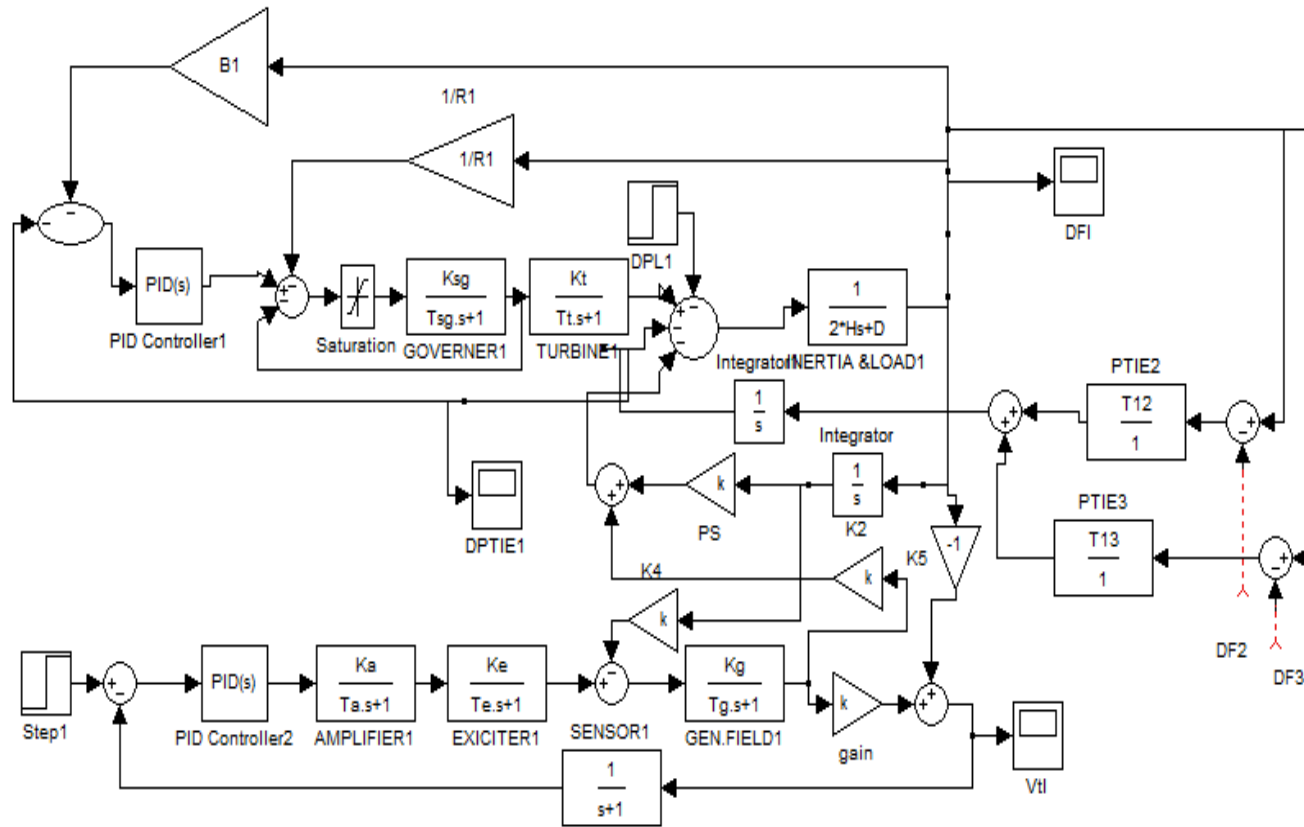 B1
1/R1
1/R1
DFI
DPL1
PID(s)
PID Controller1
Saturation
Ksg
Tsg.s+1
GOVERNER1
Kt
Tt.s+1
TURBINE1
1
2*Hs+D
INERTIA &LOAD1
Integrator1
1
s
PTIE2
T12
1
Integrator
1
s
K2
k
PS
DPTIE1
PTIE3
T13
1
K5
-1
K4
k
k
DF2
DF3
Step1
PID(s)
PID Controller2
Ka
Ta.s+1
AMPLIFIER1
Ke
Te.s+1
EXICITER1
SENSOR1
Kg
Tg.s+1
GEN.FIELD1
k
gain
VtI
1
s+1